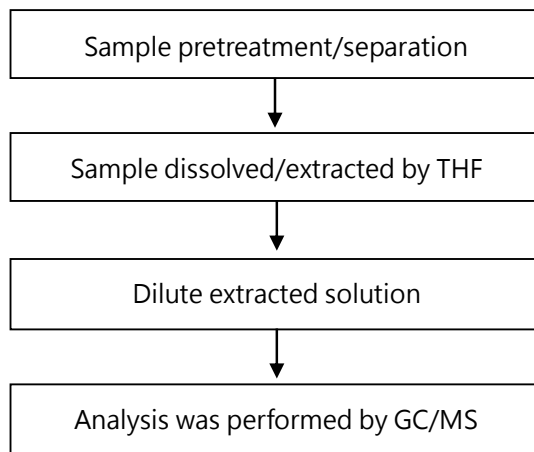 Sample pretreatment/separation
Sample dissolved/extracted by THF
Dilute extracted solution
Analysis was performed by GC/MS